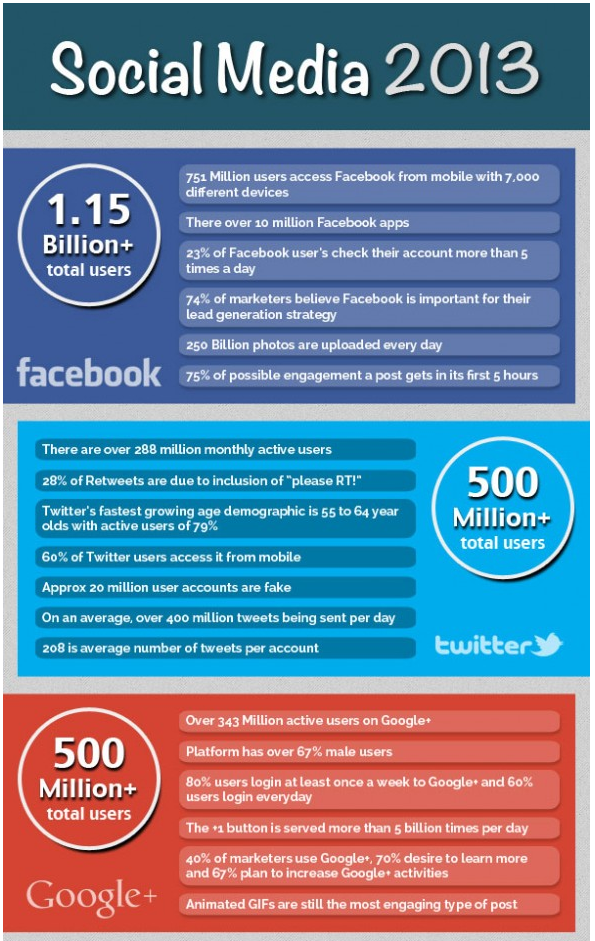 Social Media 2013
1.15
Billion+
total users
facebook
751 Million users access Facebook from mobile with 7,000
different devices
There over 10 million Facebook apps
23% of Facebook user's check their account more than 5
times a day
74% of marketers believe Facebook is important for their
lead generation strategy
250 Billion photos are uploaded every day
75% of possible engagement a post gets in its first 5 hours
There are over 288 million monthly active users
28% of Retweets are due to inclusion of "please RT!"
Twitter's fastest growing age demographic is 55 to 64 year
olds with active users of 79%
60% of Twitter users access it from mobile
Approx 20 million user accounts are fake
On an average, over 400 million tweets being sent per day
208 is average number of tweets per account
500
Million+
total users
twitter
500
Million+
total users
Google+
Over 343 Million active users on Google+
Platform has over 67% male users
80% users login at least once a week to Google+ and 60%
users login everyday
The +1 button is served more than 5 billion times per day
40% of marketers use Google+, 70% desire to learn more
and 67% plan to increase Google+ activities
Animated GIFs are still the most engaging type of post